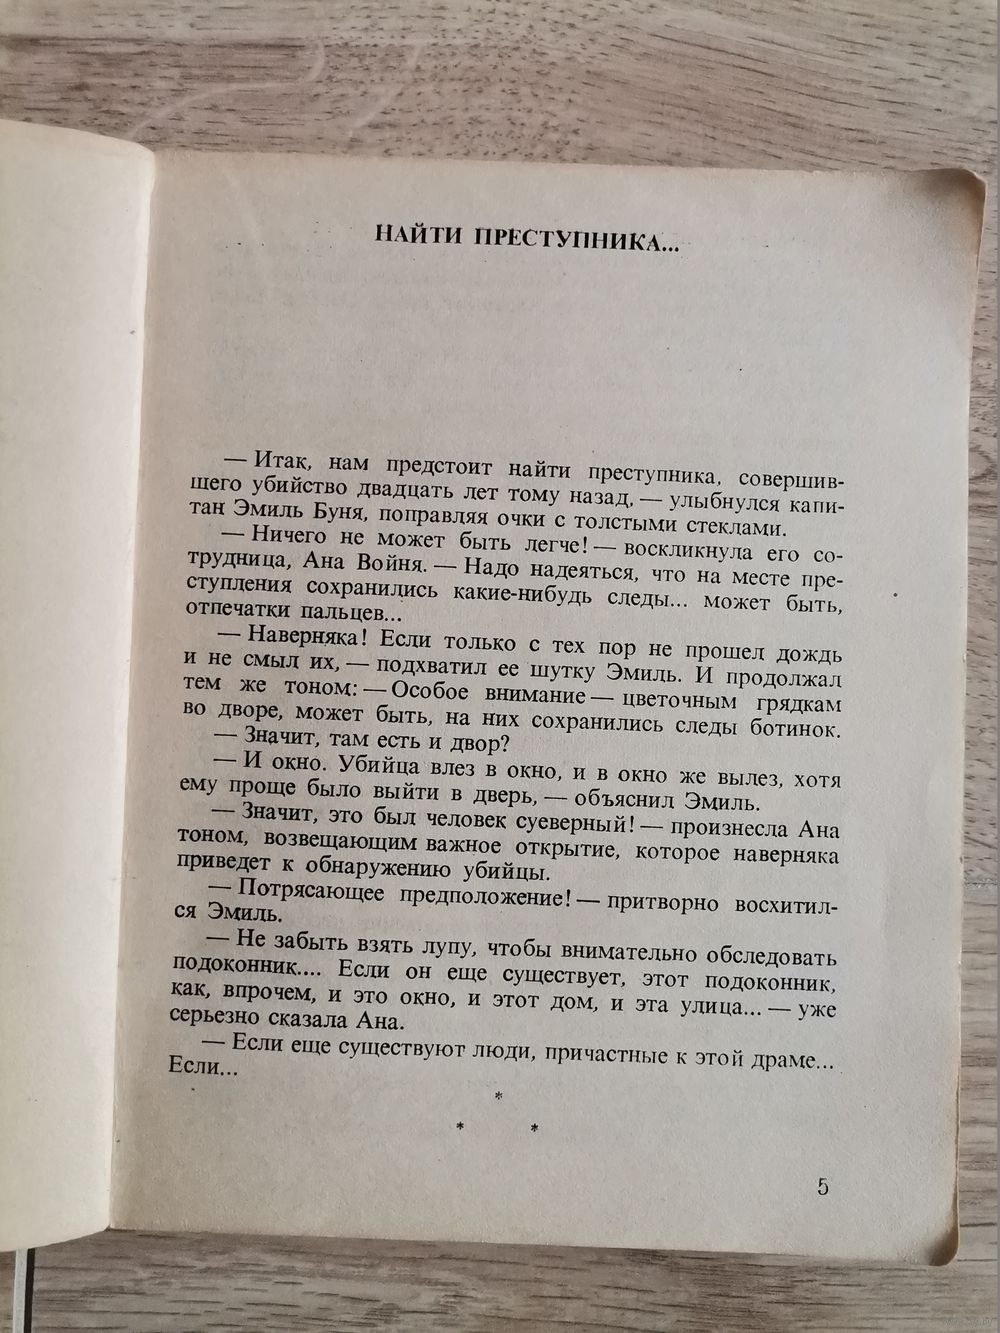 НАЙТИ ПРЕСТУПНИКА...
— Итак, нам предстоит найти преступника, совершив-
шего убийство двадцать лет тому назад, — улыбнулся капи-
тан Эмиль Буня, поправляя очки с толстыми стеклами.
— Ничего не может быть легче! — воскликнула его со-
трудница, Ана Войня. — Надо надеяться, что на месте пре-
ступления сохранились какие-нибудь следы... может быть,
отпечатки пальцев...
— Наверняка! Если только с тех пор не прошел дождь
и не смыл их, — подхватил ее шутку Эмиль. И продолжал
тем же тоном: — Особое внимание — цветочным грядкам
во дворе, может быть, на них сохранились следы ботинок.
— Значит, там есть и двор?
— И окно. Убийца влез в окно, и в окно же вылез, хотя
ему проще было выйти в дверь, — объяснил Эмиль.
— Значит, это был человек суеверный! — произнесла Ана
тоном, возвещающим важное открытие, которое наверняка
приведет к обнаружению убийцы.
— Потрясающее предположение! — притворно восхитил-
ся Эмиль.
— Не забыть взять лупу, чтобы внимательно обследовать
подоконник.... Если он еще существует, этот подоконник,
как, впрочем, и это окно, и этот дом, и эта улица... — уже
серьезно сказала Ана.
— Если еще существуют люди, причастные к этой драме...
Если...
*
* *
5